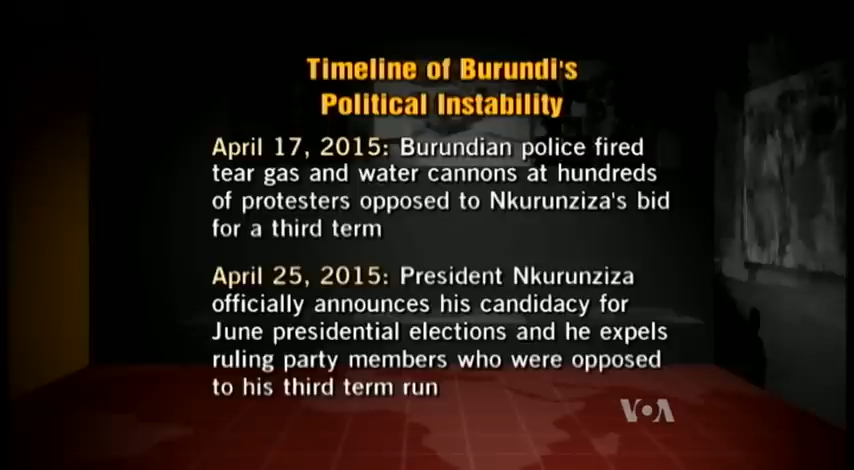 Timeline of Burundi's
Political Instability
April 17, 2015: Burundian police fired
tear gas and water cannons at hundreds
of protesters opposed to Nkurunziza's bid
for a third term
April 25, 2015: President Nkurunziza
officially announces his candidacy for
June presidential elections and he expels
ruling party members who were opposed
to his third term run
VOA